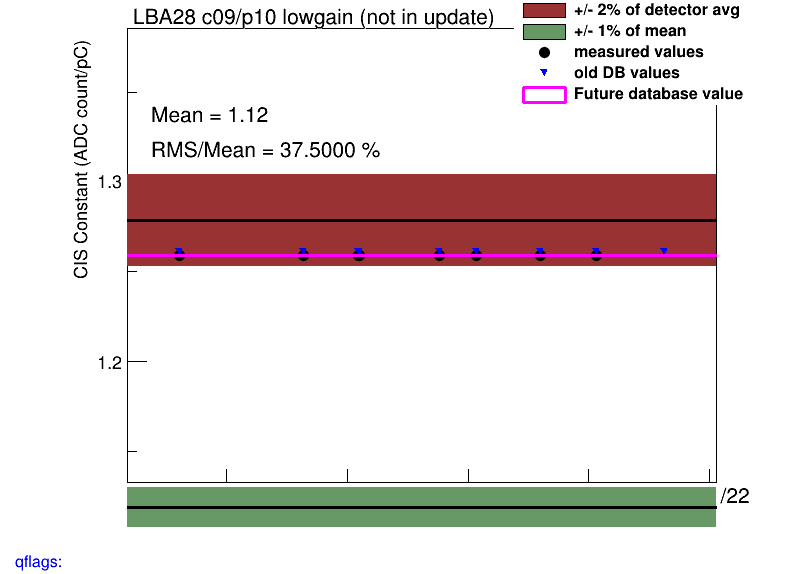 LBA28 c09/p10 lowgain (not in update)
+/- 2% of detector avg
+/- 1% of mean
measured values
old DB values
Future database value
Mean = 1.12
RMS/Mean = 37.5000 %
CIS Constant (ADC count/pC)
1.3
1.2
/22
qflags: